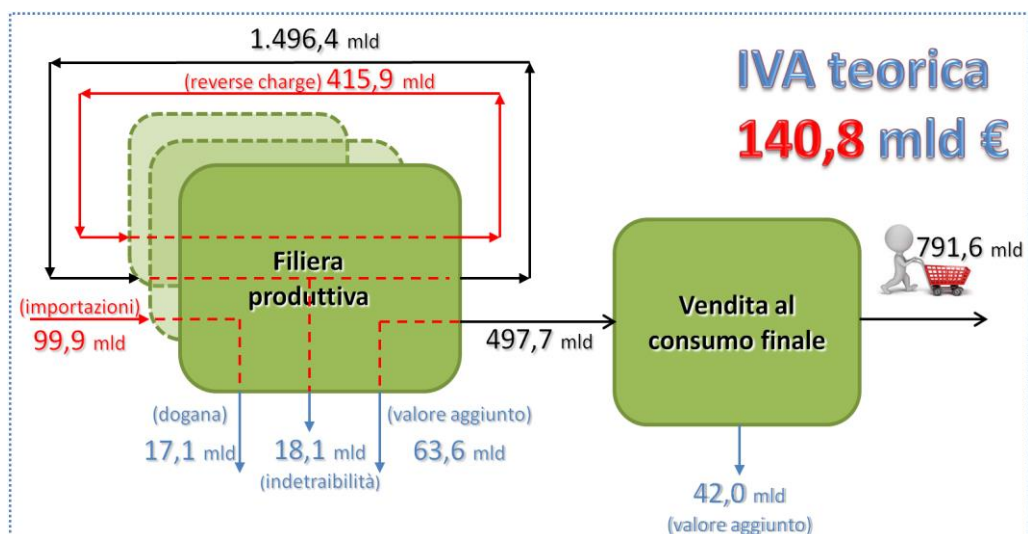 1.496,4 mld
(reverse charge) 415,9 mld
IVA teorica
140,8 mld €
Filiera
produttiva
(importazioni)
99,9 mld
497,7 mld
Vendita al
consumo finale
791,6
mld
(dogana)
17,1 mld
18,1 mld
(indetraibilità)
(valore aggiunto)
63,6 mld
42,0 mld
(valore aggiunto)